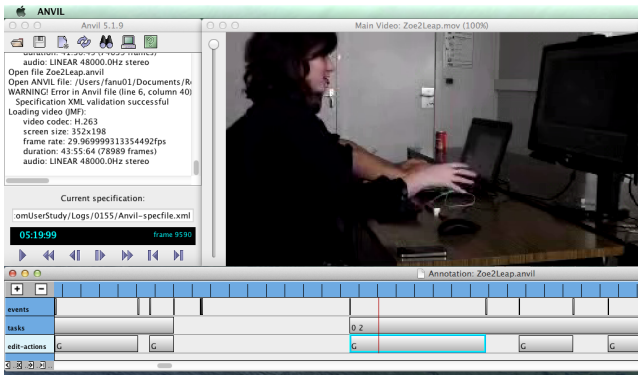 ANVIL
Anvil 5.1.9
Main Video: Zoe2Leap.mov (100%)
audio: LINEAR 48000.0Hz stereo
Open file Zoe2Leap.anvil
Open ANVIL file: /Users/fanu01/Documents/R
WARNING! Error in Anvil file (line 6, column 40)
Specification XML validation successful
Loading video (JMF):
video codec: H.263
screen size: 352x198
frame rate: 29.969999313354492fps
duration: 43:55:64 (78989 frames)
audio: LINEAR 48000.0Hz stereo
Current specification:
omUserStudy/Logs/0155/Anvil-specfile.xml
05:19:99 frame 9590
Annotation: Zoe2Leap.anvil
+ -
events
tasks 0 2
edit-actions G G G G G